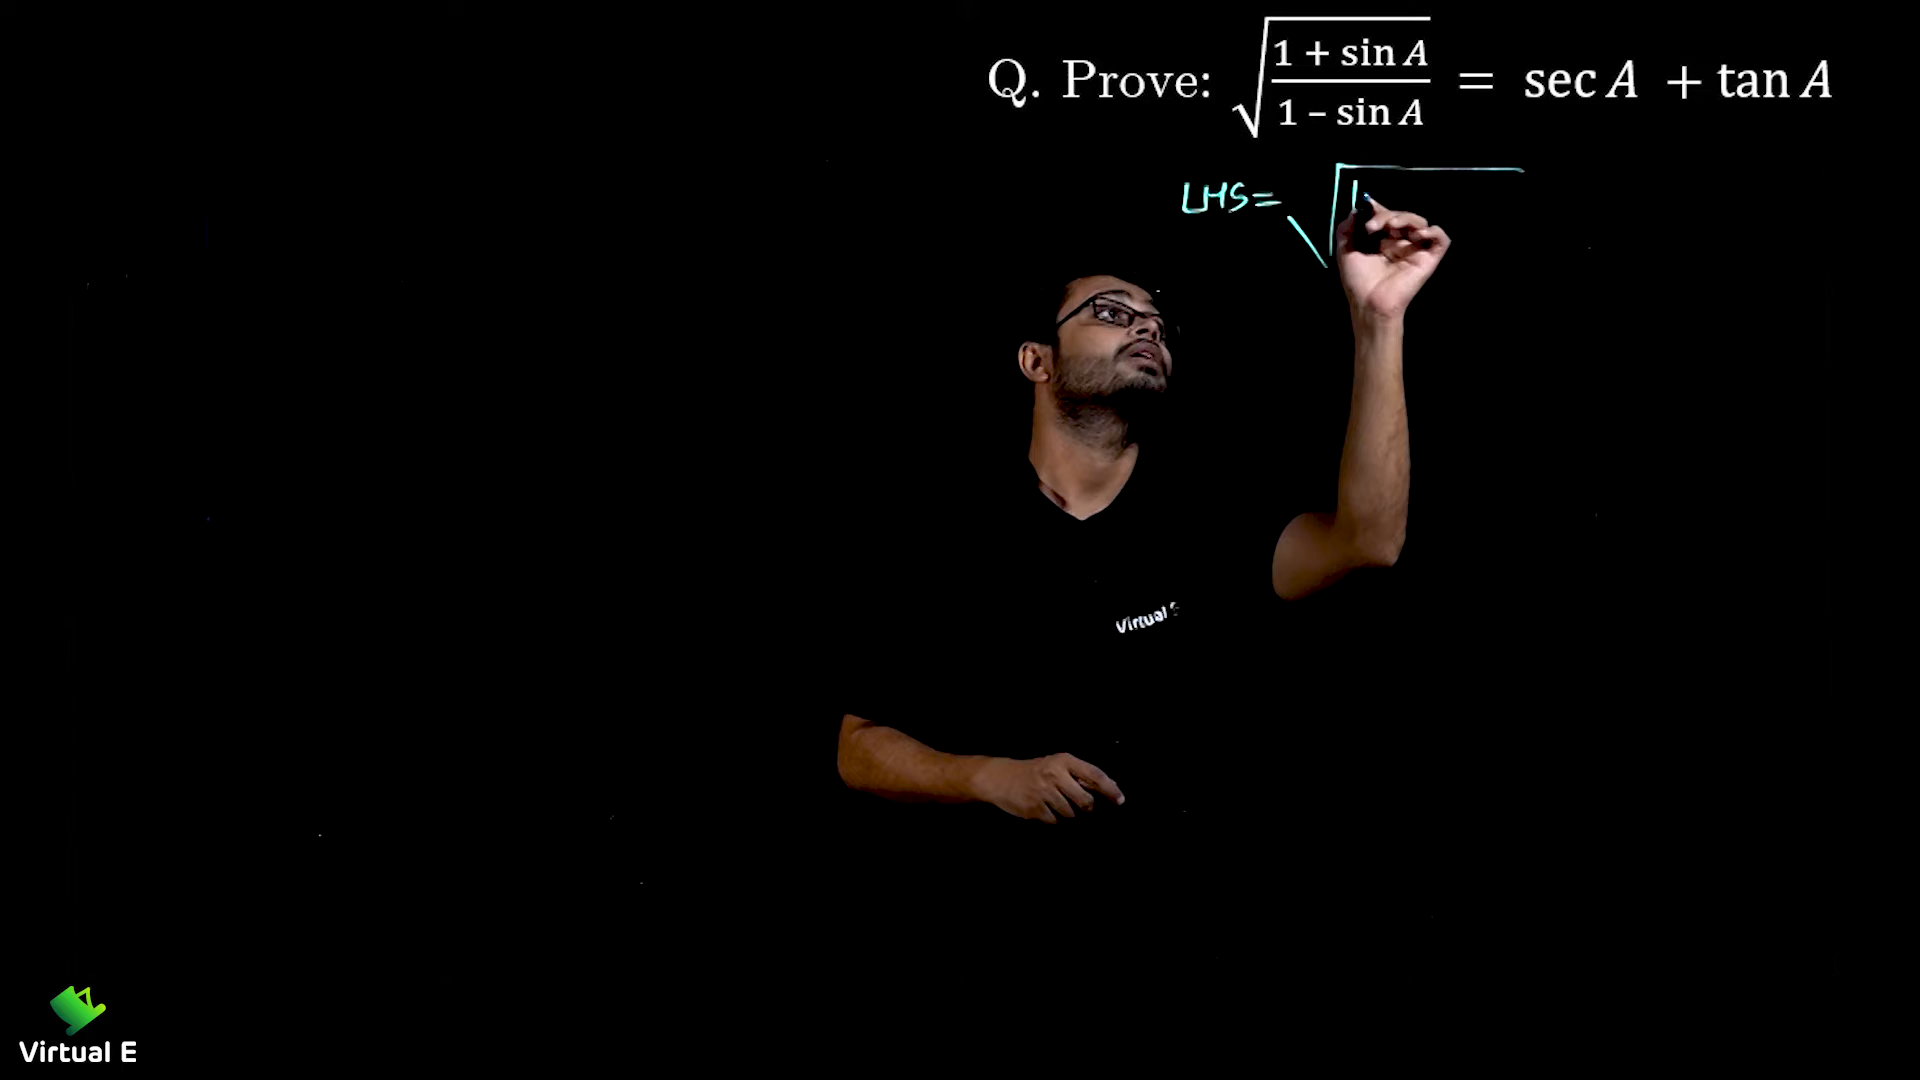 Q. Prove: √((1 + sin A)/(1 – sin A)) = sec A + tan A
LHS = √1
Virtual E
Virtual E